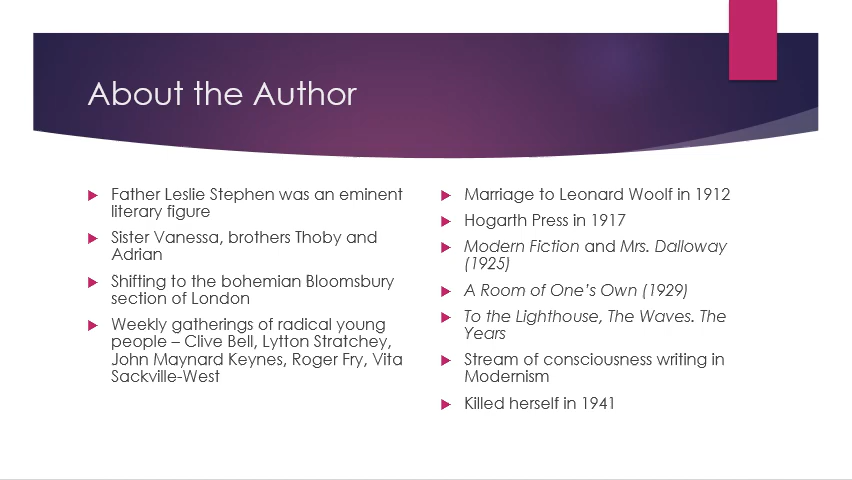 About the Author
Father Leslie Stephen was an eminent
literary figure
Sister Vanessa, brothers Thoby and
Adrian
Shifting to the bohemian Bloomsbury
section of London
Weekly gatherings of radical young
people – Clive Bell, Lytton Stratchey,
John Maynard Keynes, Roger Fry, Vita
Sackville-West
Marriage to Leonard Woolf in 1912
Hogarth Press in 1917
Modern Fiction and Mrs. Dalloway
(1925)
A Room of One’s Own (1929)
To the Lighthouse, The Waves. The
Years
Stream of consciousness writing in
Modernism
Killed herself in 1941